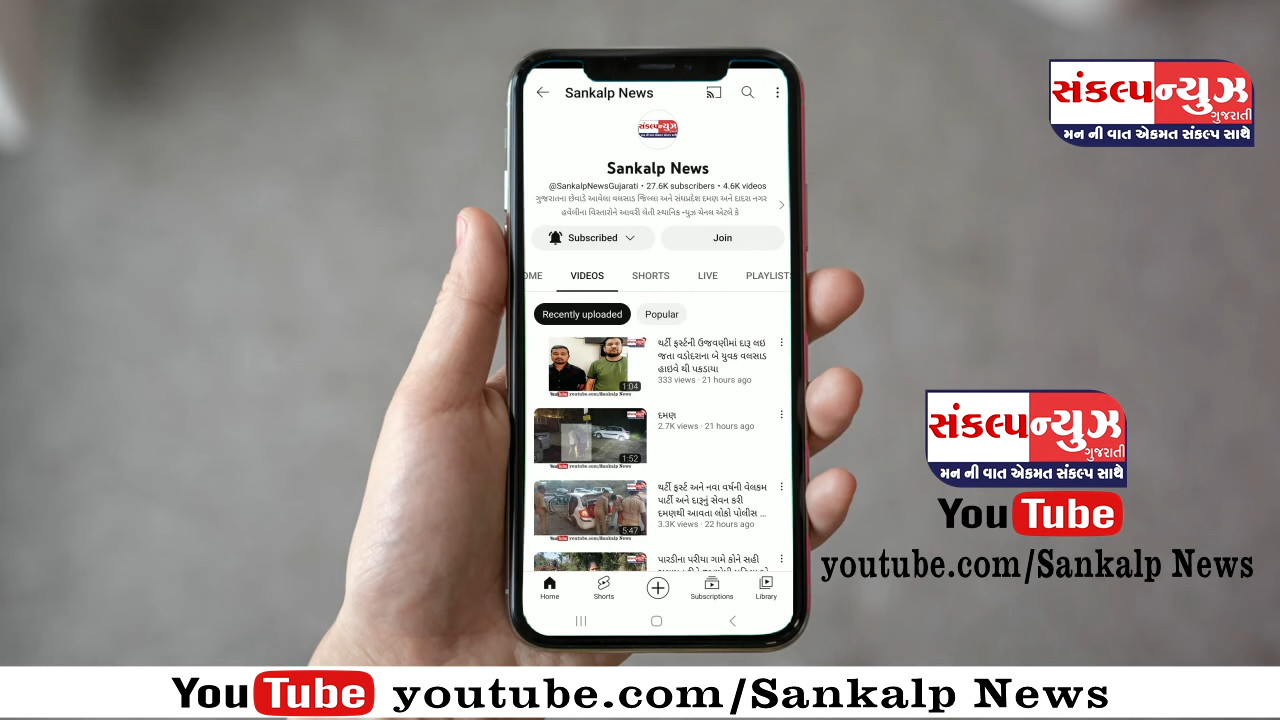 Sankalp News
Sankalp News
@SankalpNewsGujarati • 27.6K subscribers • 4.6K videos
ગુજરાતના છેવાડે આવેલા વલસાડ જિલ્લા અને સંઘપ્રદેશ દમણ અને દાદરા નગર
હવેલીના વિસ્તારોને આવરી લેતી સ્થાનિક ન્યુઝ ચેનલ એટલે કે
Subscribed
Join
OME VIDEOS SHORTS LIVE PLAYLIST
Recently uploaded Popular
થર્ટી ફર્સ્ટની ઉજવણીમાં દારૂ લઇ
જતા વડોદરાના બે યુવક વલસાડ
હાઇવે થી પકડાયા
333 views · 21 hours ago
1:04
દમણ
2.7K views · 21 hours ago
1:52
થર્ટી ફર્સ્ટ અને નવા વર્ષની વેલકમ
પાર્ટી અને દારૂનું સેવન કરી
દમણથી આવતા લોકો પોલીસ ...
3.3K views · 22 hours ago
5:47
પારડીના પરીયા ગામે કોને સહી
Home Shorts Subscriptions Library
સંકલ્પ ન્યુઝ
ગુજરાતી
મન ની વાત એકમત સંકલ્પ સાથે
સંકલ્પ ન્યુઝ
ગુજરાતી
મન ની વાત એકમત સંકલ્પ સાથે
YouTube
youtube.com/Sankalp News
YouTube youtube.com/Sankalp News